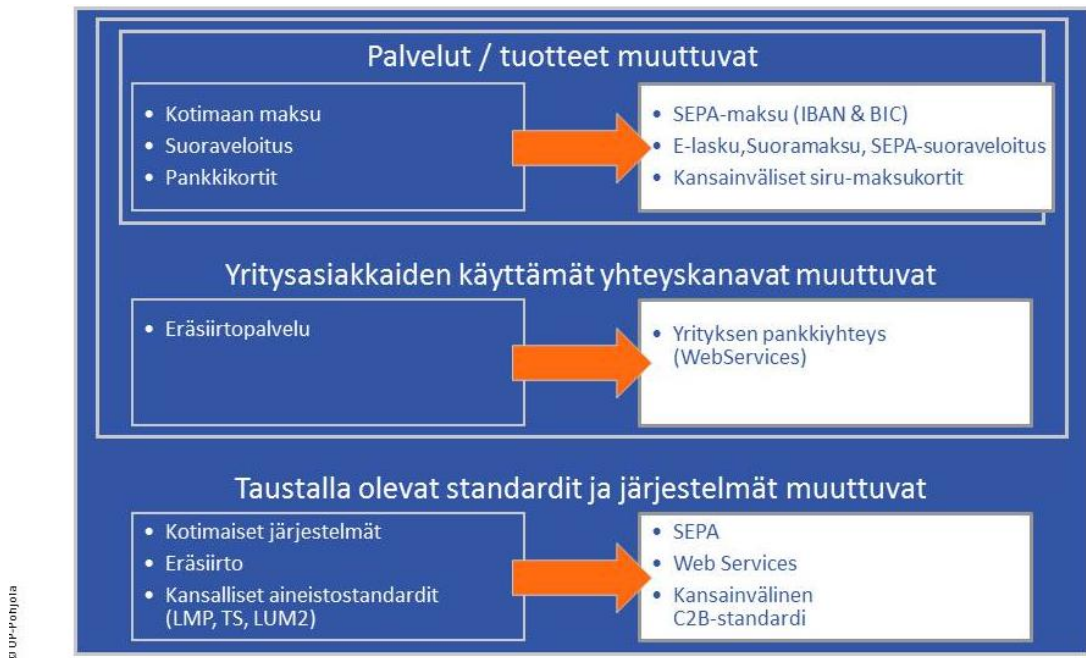 Palvelut / tuotteet muuttuvat
• Kotimaan maksu
• Suoraveloitus
• Pankkikortit
• SEPA-maksu (IBAN & BIC)
• E-lasku,Suoramaksu, SEPA-suoraveloitus
• Kansainväliset siru-maksukortit
Yritysasiakkaiden käyttämät yhteyskanavat muuttuvat
• Eräsiirtopalvelu
• Yrityksen pankkiyhteys
(WebServices)
Taustalla olevat standardit ja järjestelmät muuttuvat
• Kotimaiset järjestelmät
• Eräsiirto
• Kansalliset aineistostandardit
(LMP, TS, LUM2)
• SEPA
• Web Services
• Kansainvälinen
C2B-standardi